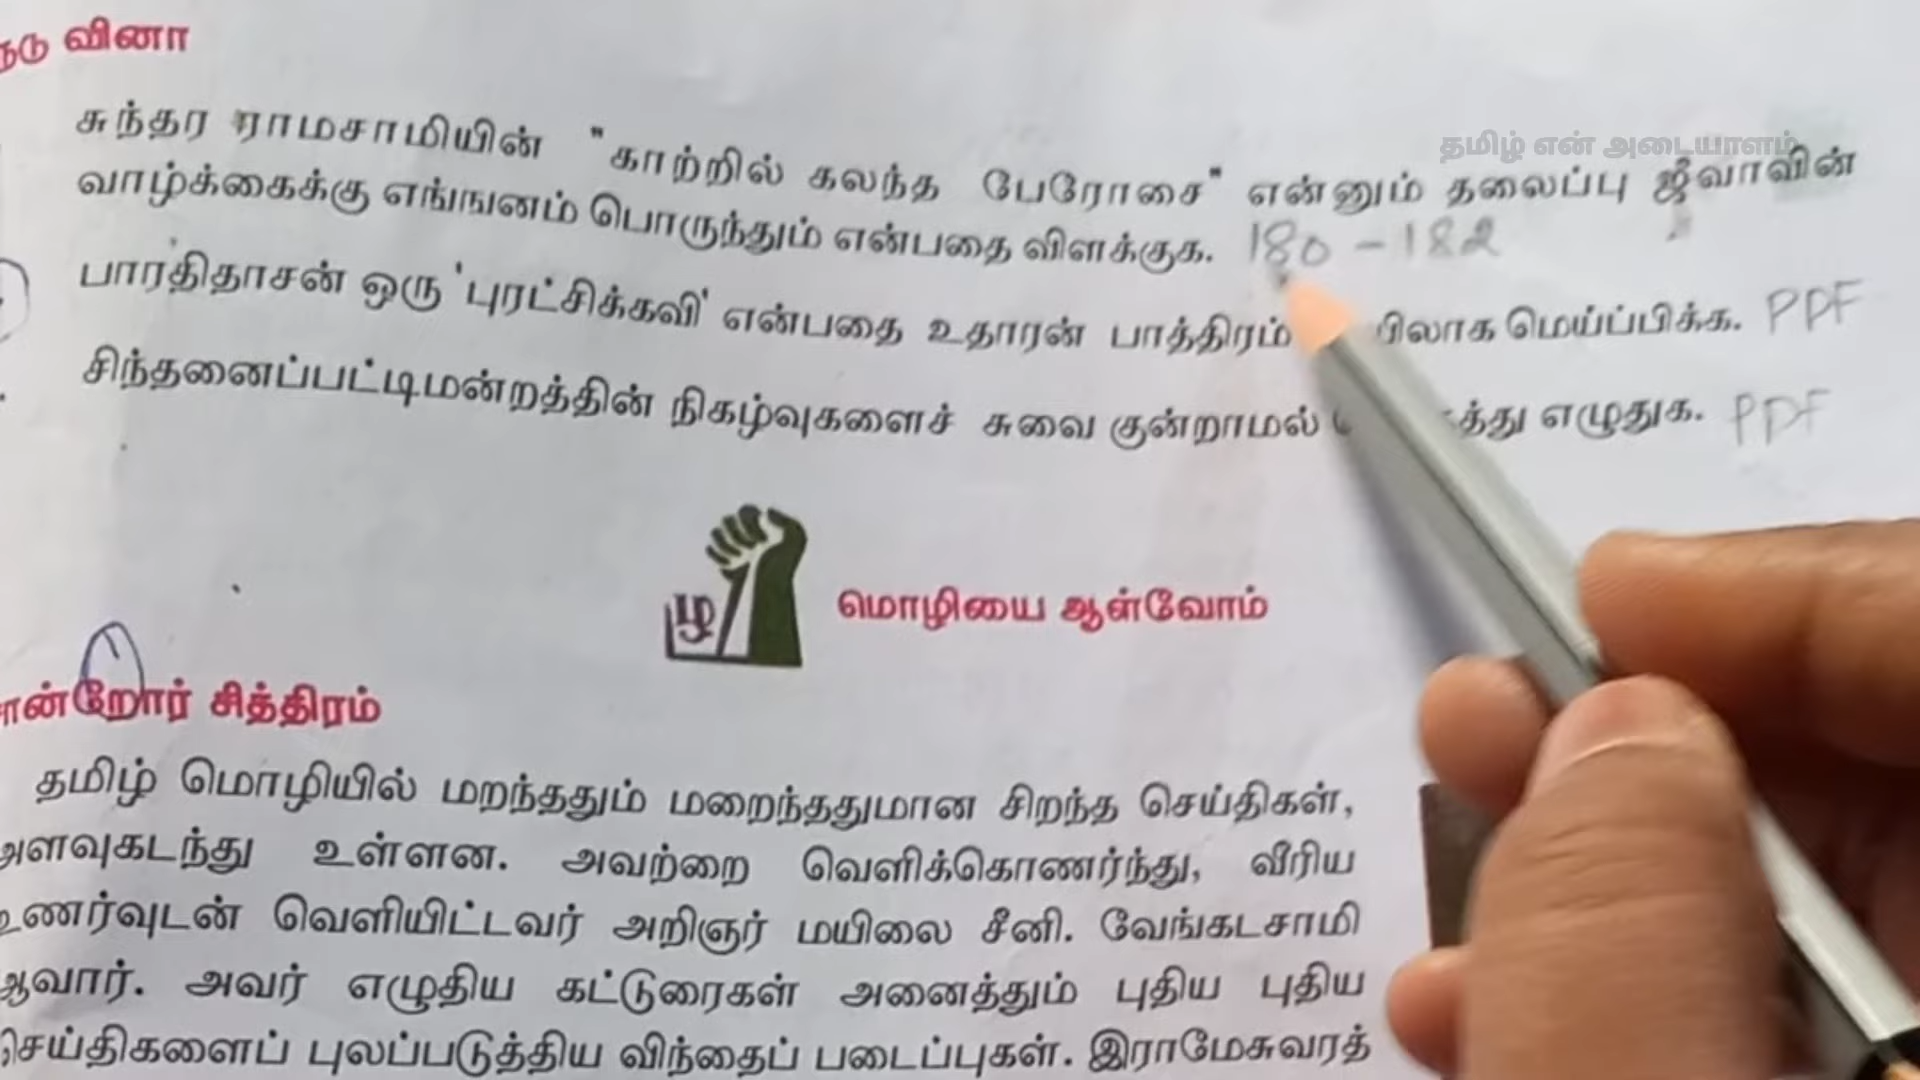 வினா
தமிழ் என் அடையாளம்
சுந்தர ராமசாமியின் "காற்றில் கலந்த பேரோசை" என்னும் தலைப்பு ஜீவாவின்
வாழ்க்கைக்கு எங்ஙனம் பொருந்தும் என்பதை விளக்குக. 180 - 182
பாரதிதாசன் ஒரு 'புரட்சிக்கவி' என்பதை உதாரன் பாத்திரம் மெய்ப்பிக்க. PDF
சிந்தனைப்பட்டிமன்றத்தின் நிகழ்வுகளைச் சுவை குன்றாமல் எழுதுக. PDF
ழ
மொழியை ஆள்வோம்
சித்திரம்
தமிழ் மொழியில் மறந்ததும் மறைந்ததுமான சிறந்த செய்திகள்,
அளவுகடந்து உள்ளன. அவற்றை வெளிக்கொணர்ந்து, வீரிய
உணர்வுடன் வெளியிட்டவர் அறிஞர் மயிலை சீனி. வேங்கடசாமி
ஆவார். அவர் எழுதிய கட்டுரைகள் அனைத்தும் புதிய புதிய
செய்திகளைப் புலப்படுத்திய விந்தைப் படைப்புகள். இராமேசுவரத்